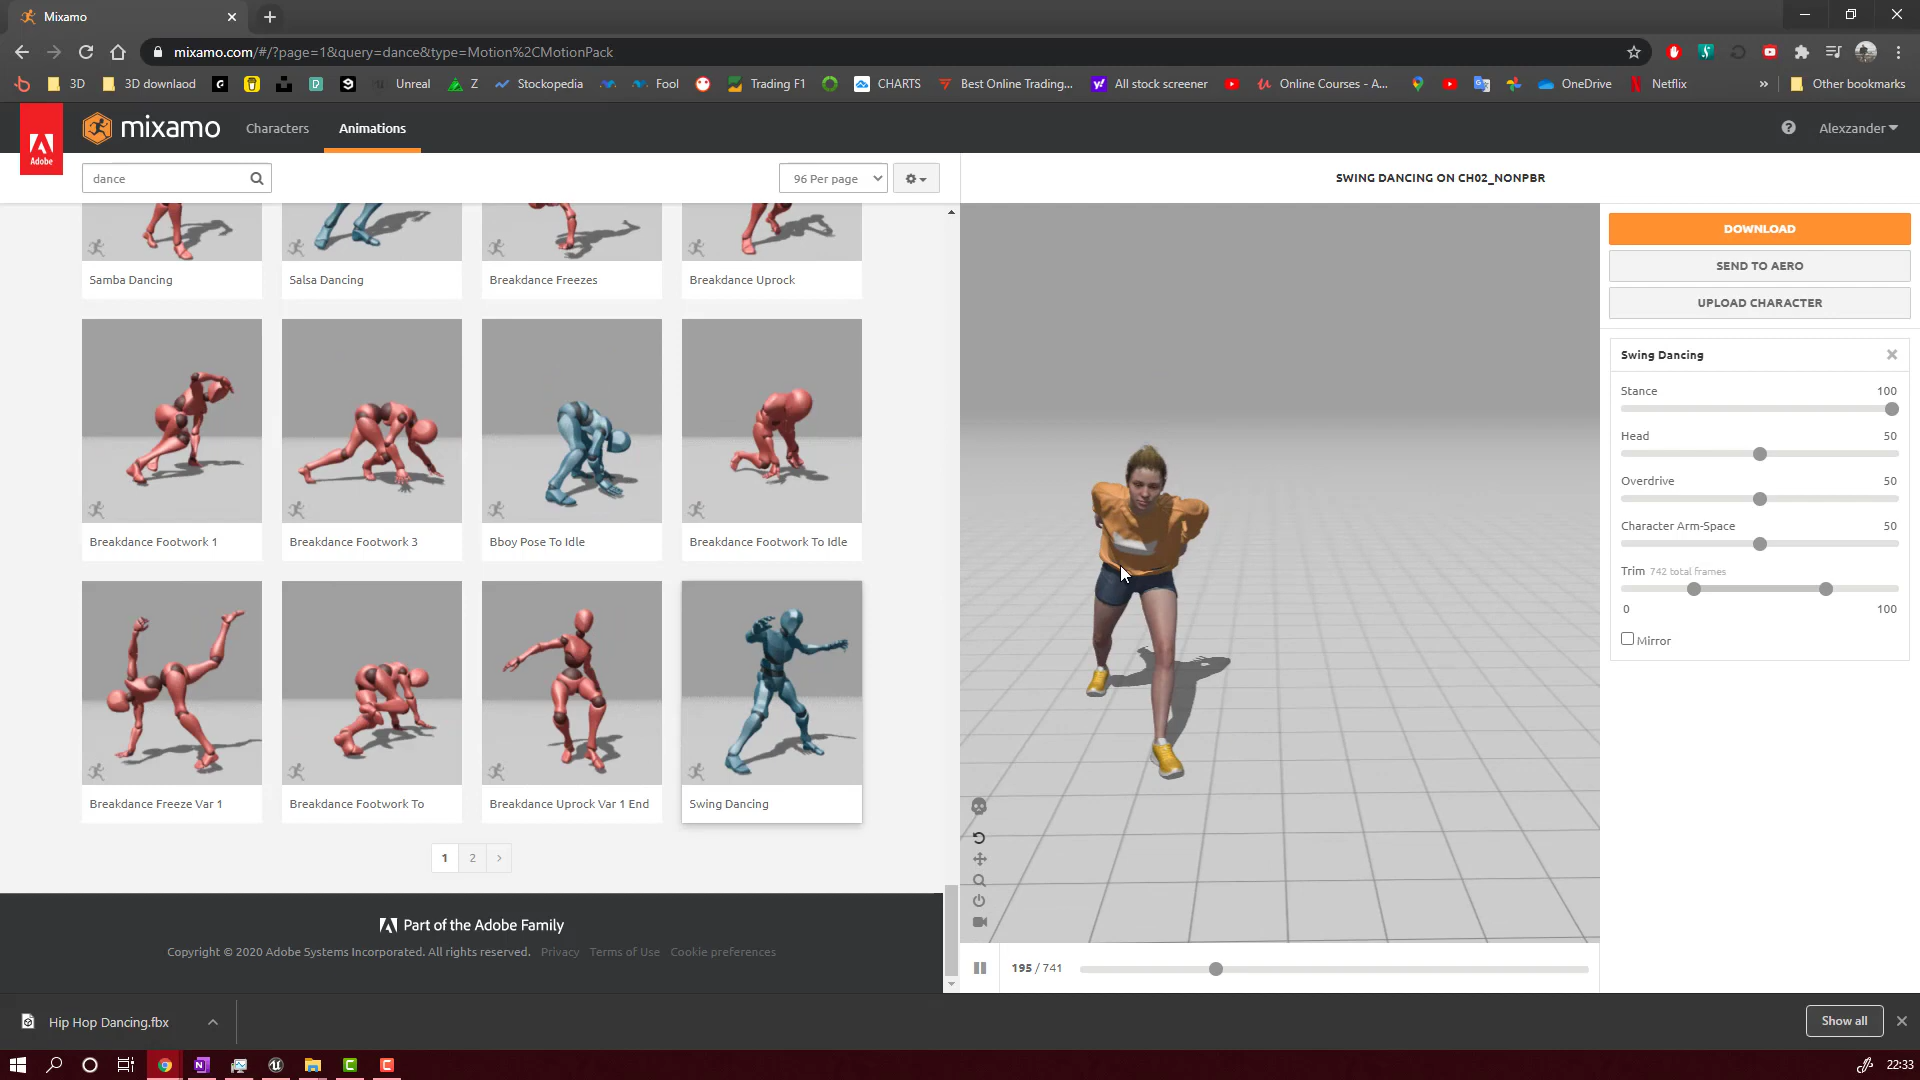 Mixamo
mixamo.com/#/?page=1&query=dance&type=Motion%2CMotionPack
3D
3D downlaod
Unreal
Z
Stockopedia
Fool
Trading F1
CHARTS
Best Online Trading...
All stock screener
Online Courses - A...
OneDrive
Netflix
»
Other bookmarks
Adobe
mixamo
Characters
Animations
Alexzander
dance
96 Per page
SWING DANCING ON CH02_NONPBR
Samba Dancing
Salsa Dancing
Breakdance Freezes
Breakdance Uprock
DOWNLOAD
SEND TO AERO
UPLOAD CHARACTER
Swing Dancing
Stance 100
Head 50
Overdrive 50
Character Arm-Space 50
Trim 742 total frames
0 100
Mirror
Breakdance Footwork 1
Breakdance Footwork 3
Bboy Pose To Idle
Breakdance Footwork To Idle
Breakdance Freeze Var 1
Breakdance Footwork To
Breakdance Uprock Var 1 End
Swing Dancing
1 2 ›
Part of the Adobe Family
Copyright © 2020 Adobe Systems Incorporated. All rights reserved. Privacy Terms of Use Cookie preferences
195 / 741
Hip Hop Dancing.fbx
Show all
22:33